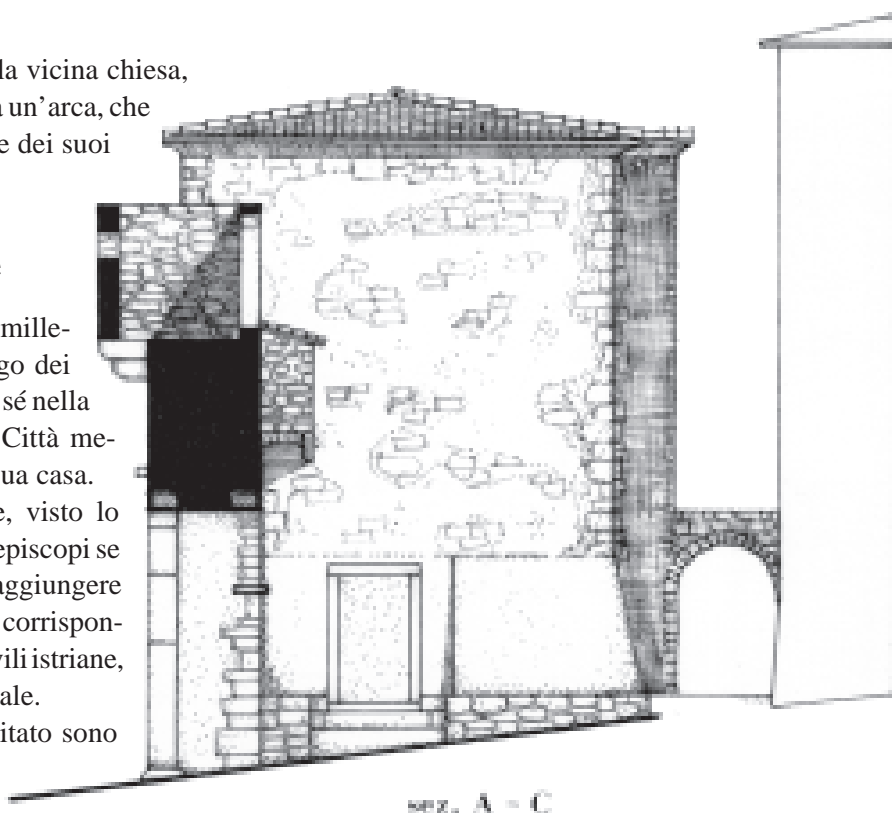 la vicina chiesa,
un'arca, che
e dei suoi
mille-
go dei
sé nella
Città me-
ua casa.
e, visto lo
episcopi se
aggiungere
corrispon-
vili istriane,
ale.
itato sono
sez. A - C